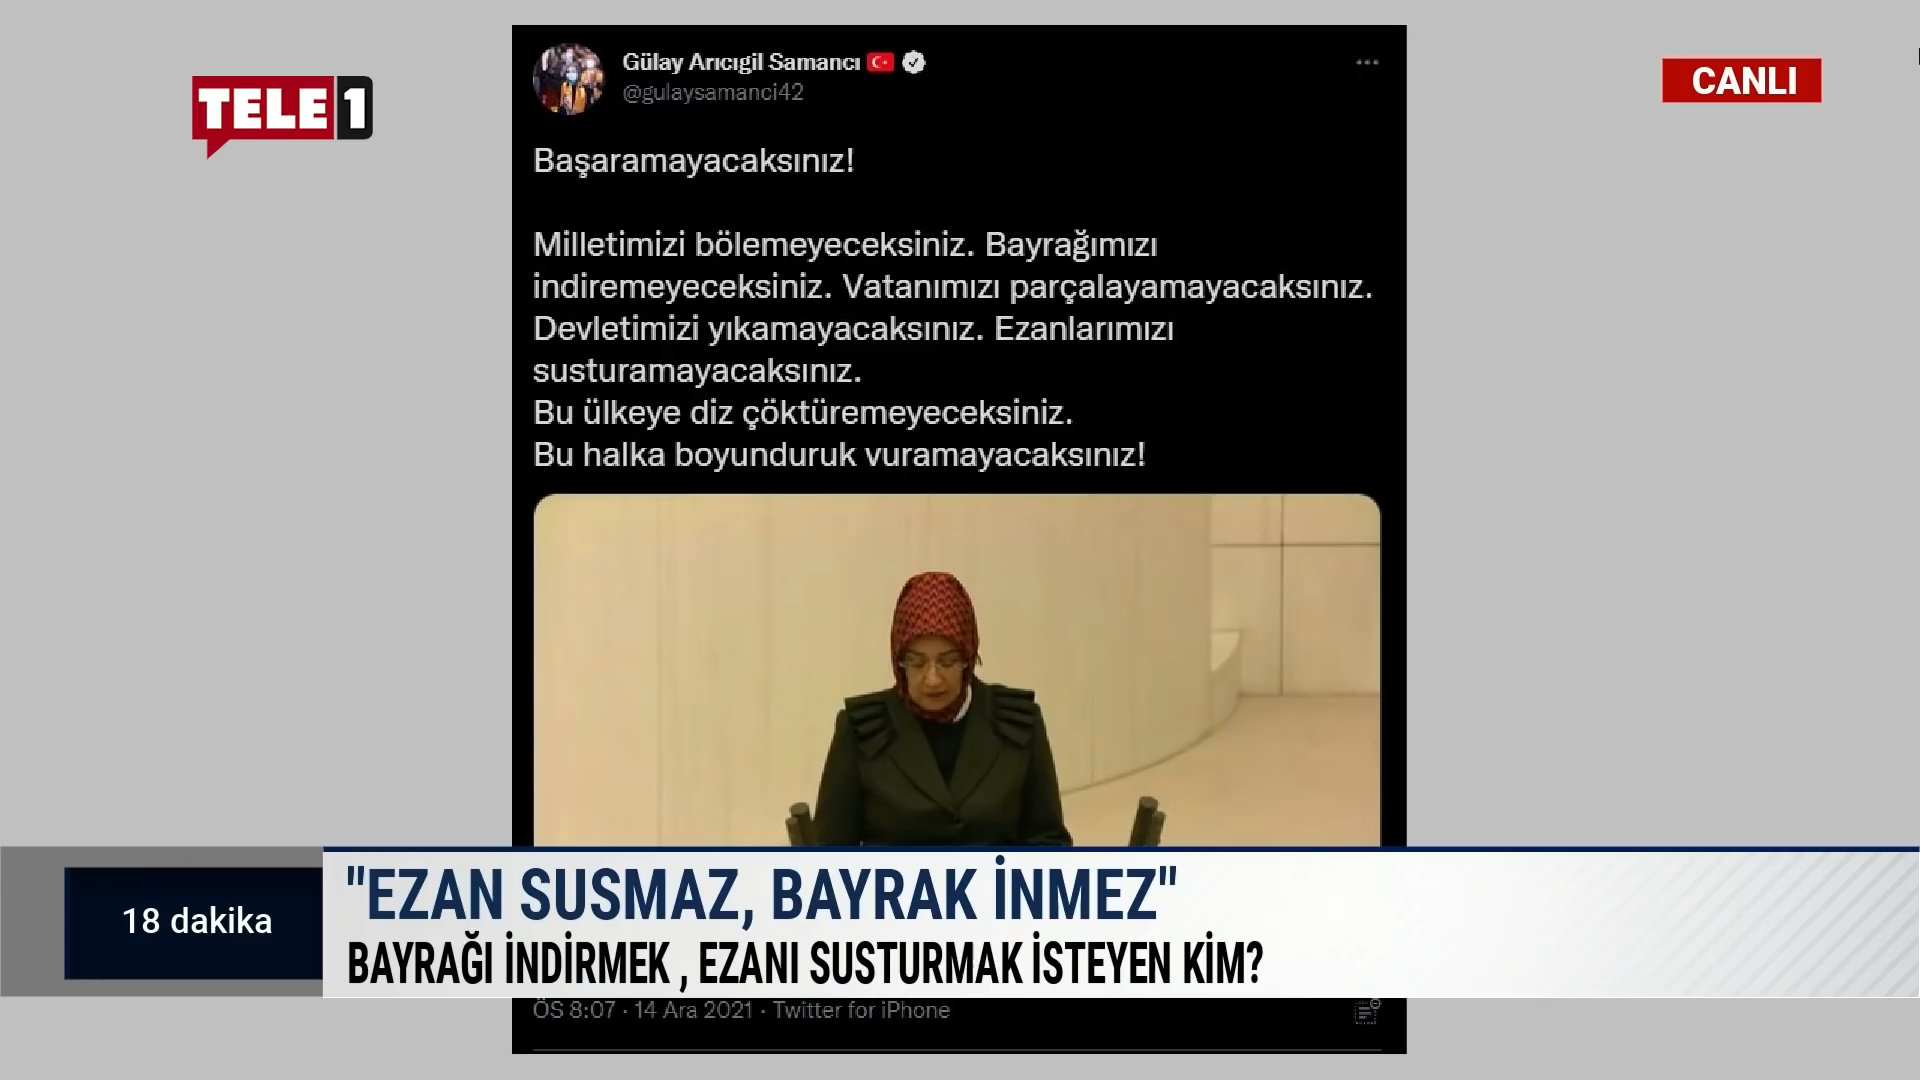 TELE1
CANLI
Gülay Arıcıgil Samancı
@gulaysamanci42
Başaramayacaksınız!
Milletimizi bölemeyeceksiniz. Bayrağımızı
indiremeyeceksiniz. Vatanımızı parçalayamayacaksınız.
Devletimizi yıkamayacaksınız. Ezanlarımızı
susturamayacaksınız.
Bu ülkeye diz çöktüremeyeceksiniz.
Bu halka boyunduruk vuramayacaksınız!
18 dakika
"EZAN SUSMAZ, BAYRAK İNMEZ"
BAYRAĞI İNDİRMEK , EZANI SUSTURMAK İSTEYEN KİM?
ÖS 8:07 · 14 Ara 2021 · Twitter for iPhone